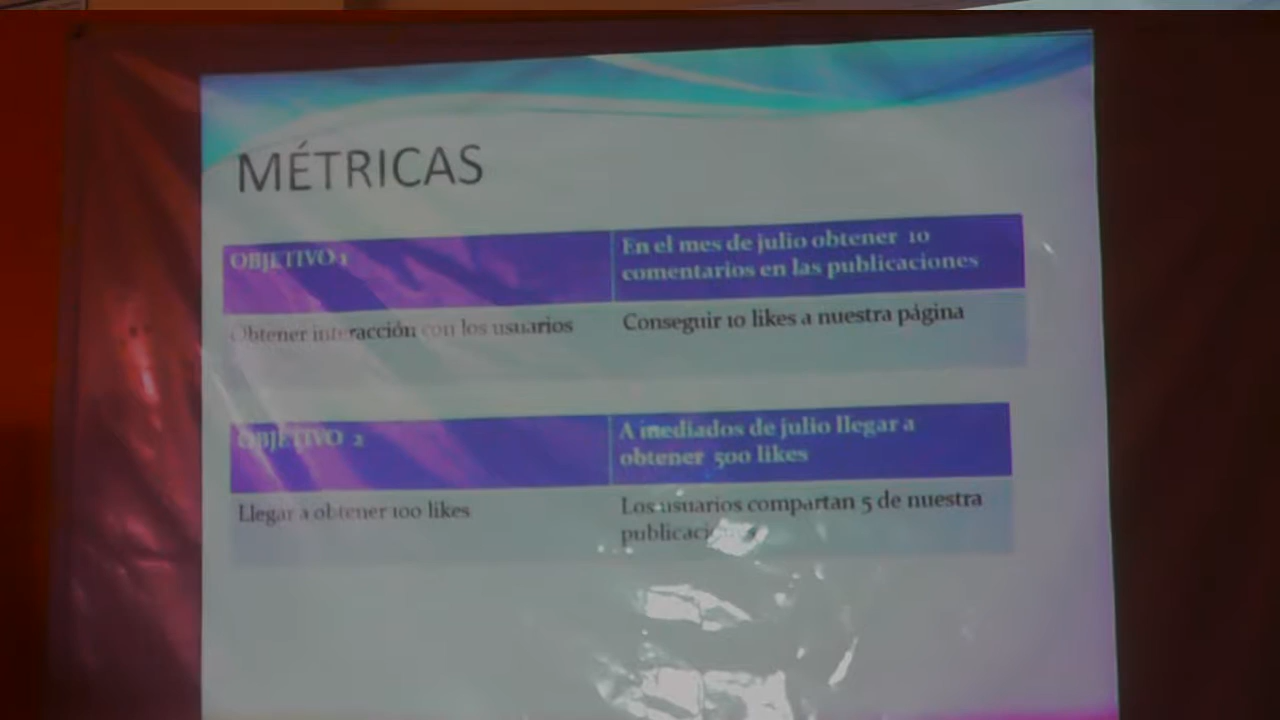 MÉTRICAS
OBJETIVO 1
En el mes de julio obtener 10
comentarios en las publicaciones
Obtener interacción con los usuarios
Conseguir 10 likes a nuestra página
OBJETIVO 2
A mediados de julio llegar a
obtener 500 likes
Llegar a obtener 100 likes
Los usuarios compartan 5 de nuestra